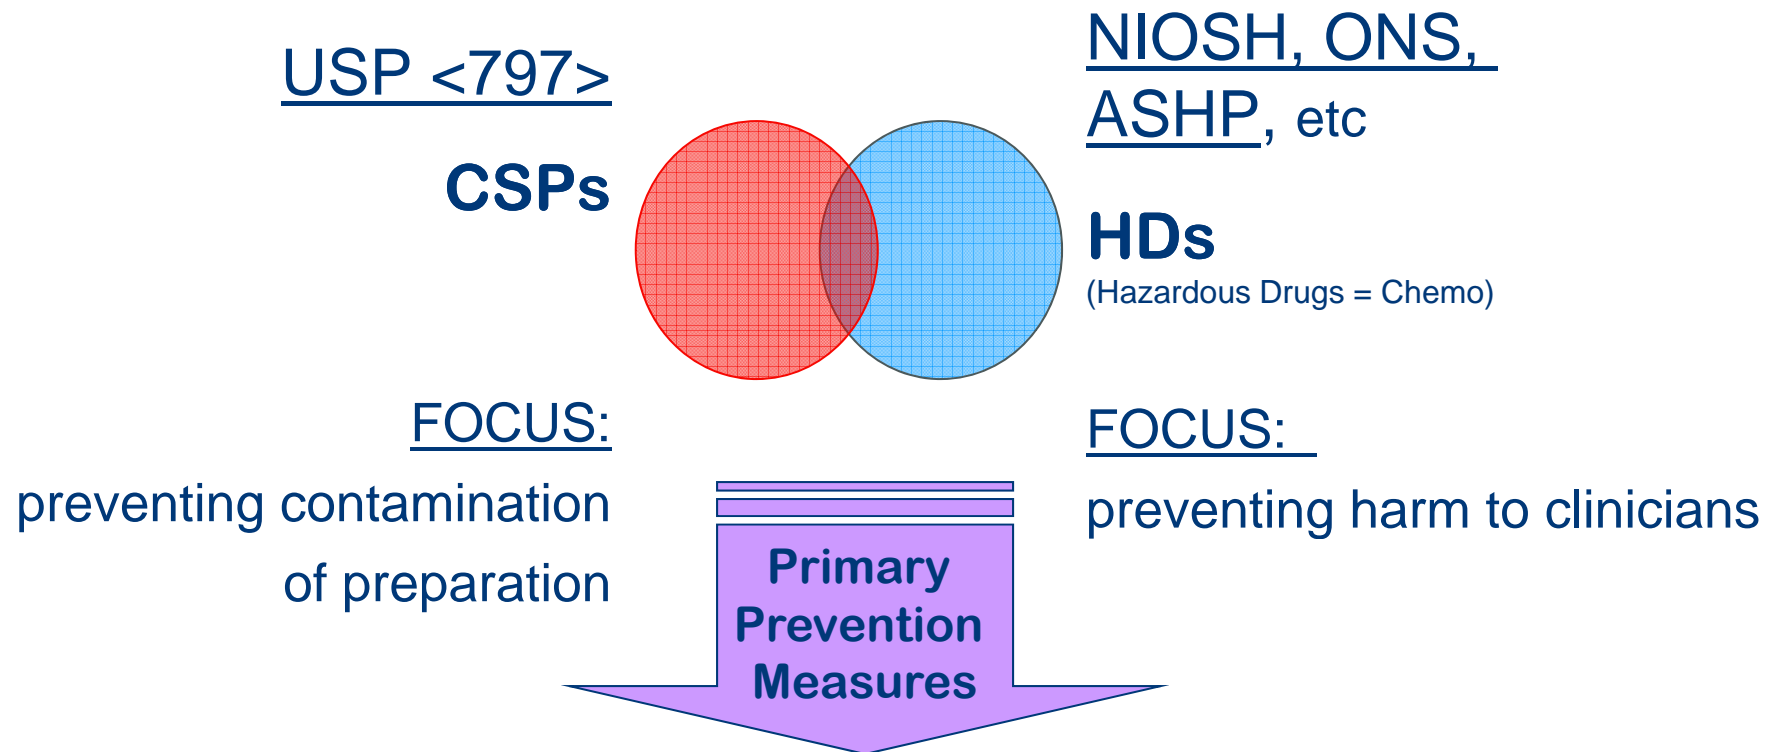 USP <797>
CSPs
FOCUS:
preventing contamination
of preparation
NIOSH, ONS,
ASHP, etc
HDs
(Hazardous Drugs = Chemo)
FOCUS:
preventing harm to clinicians
Primary
Prevention
Measures